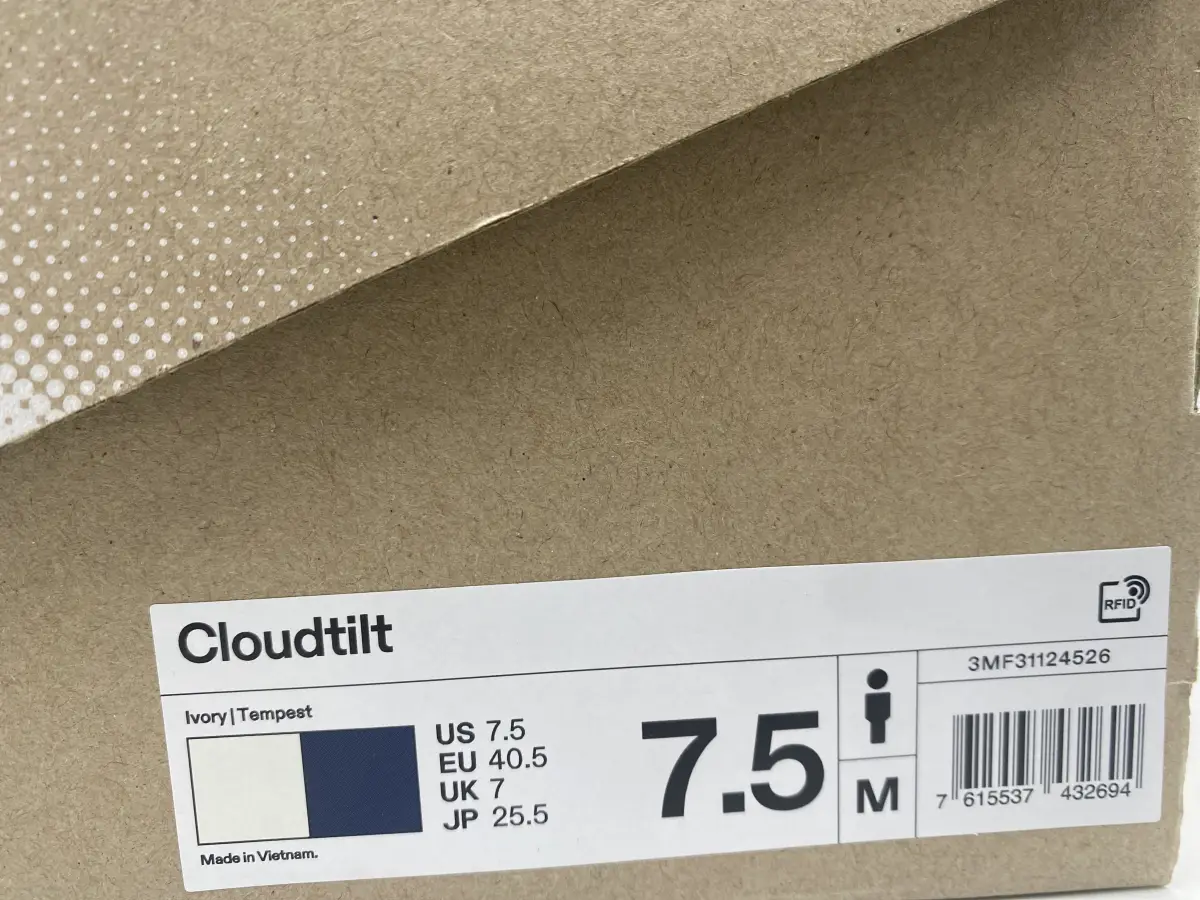 Cloudtilt
RFID
3MF31124526
Ivory | Tempest
US 7.5
EU 40.5
UK 7
JP 25.5
7.5
M
7 615537 432694
Made in Vietnam.